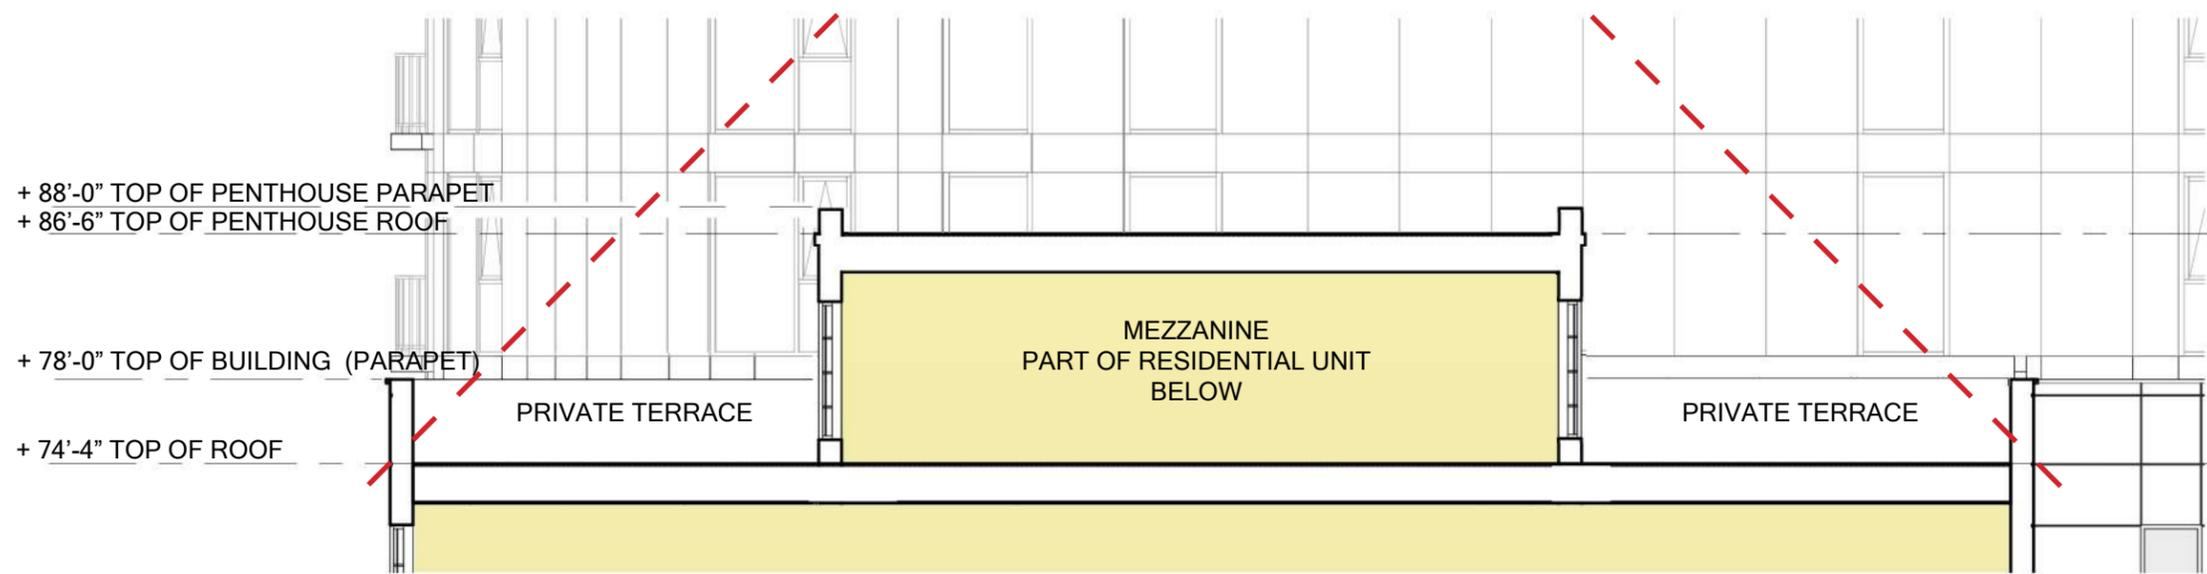 + 88’-0” TOP OF PENTHOUSE PARAPET
+ 86’-6” TOP OF PENTHOUSE ROOF
MEZZANINE
PART OF RESIDENTIAL UNIT
BELOW
+ 78’-0” TOP OF BUILDING (PARAPET)
PRIVATE TERRACE
PRIVATE TERRACE
+ 74’-4” TOP OF ROOF